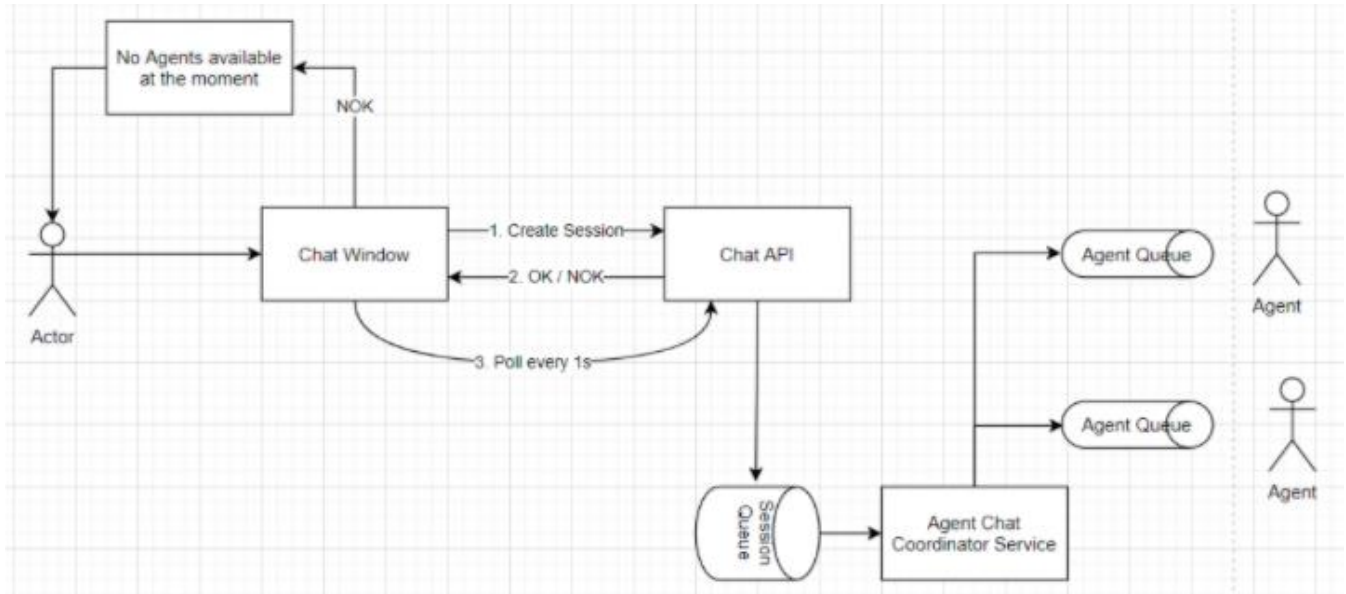 No Agents available
at the moment
NOK
1. Create Session
Chat Window
Chat API
Agent Queue
2. OK / NOK
Agent
Actor
3. Poll every 1s
Agent Queue
Agent
Session
Queue
Agent Chat
Coordinator Service